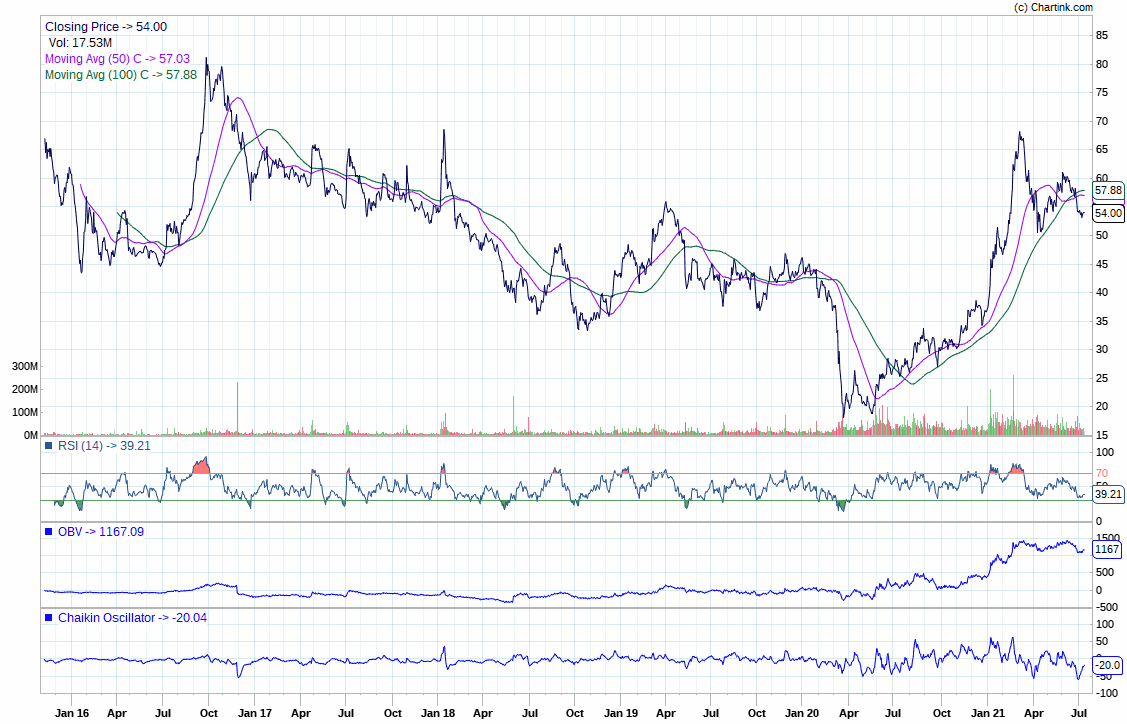 (c) Chartink.com
Closing Price -> 54.00
Vol: 17.53M
Moving Avg (50) C -> 57.03
Moving Avg (100) C -> 57.88
85
80
75
70
65
60
57.88
54.00
50
45
40
35
30
25
20
15
300M
200M
100M
0M
RSI (14) -> 39.21
100
70
50
39.21
0
OBV -> 1167.09
1500
1167
500
0
-500
Chaikin Oscillator -> -20.04
100
50
0
-20.0
-50
-100
Jan 16 Apr Jul Oct Jan 17 Apr Jul Oct Jan 18 Apr Jul Oct Jan 19 Apr Jul Oct Jan 20 Apr Jul Oct Jan 21 Apr Jul